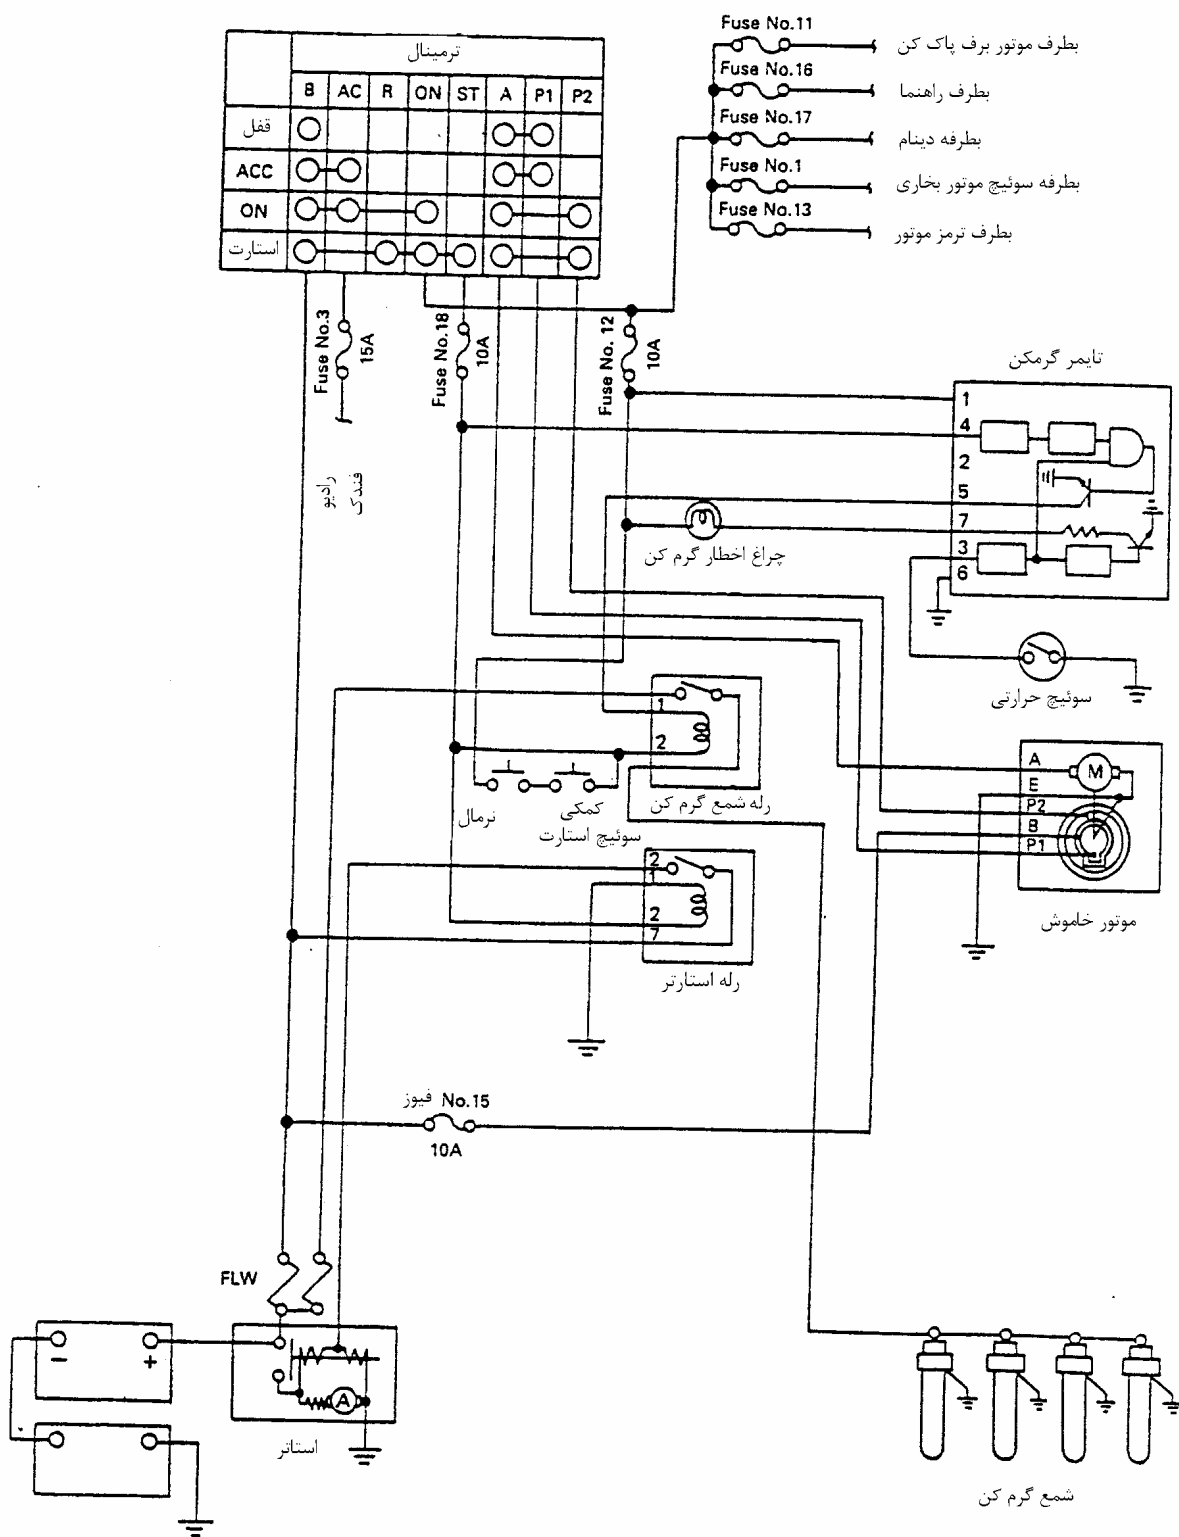 Fuse No.11
بطرف موتور برف پاک کن
Fuse No.16
بطرف راهنما
Fuse No.17
بطرفه دینام
Fuse No.1
بطرفه سوئیچ موتور بخاری
Fuse No.13
بطرف ترمز موتور
ترمینال
B AC R ON ST A P1 P2
قفل
ACC
ON
استارت
Fuse No.3
15A
Fuse No.18
10A
Fuse No. 12
10A
رادیو
فندک
تایمر گرمکن
1
4
2
5
7
3
6
چراغ اخطار گرم کن
سوئیچ حرارتی
1
2
رله شمع گرم کن
نرمال
کمکی
سوئیچ استارت
A
E
P2
B
P1
M
موتور خاموش
2
1
2
7
رله استارتر
فیوز No.15
10A
FLW
− +
A
استاتر
شمع گرم کن